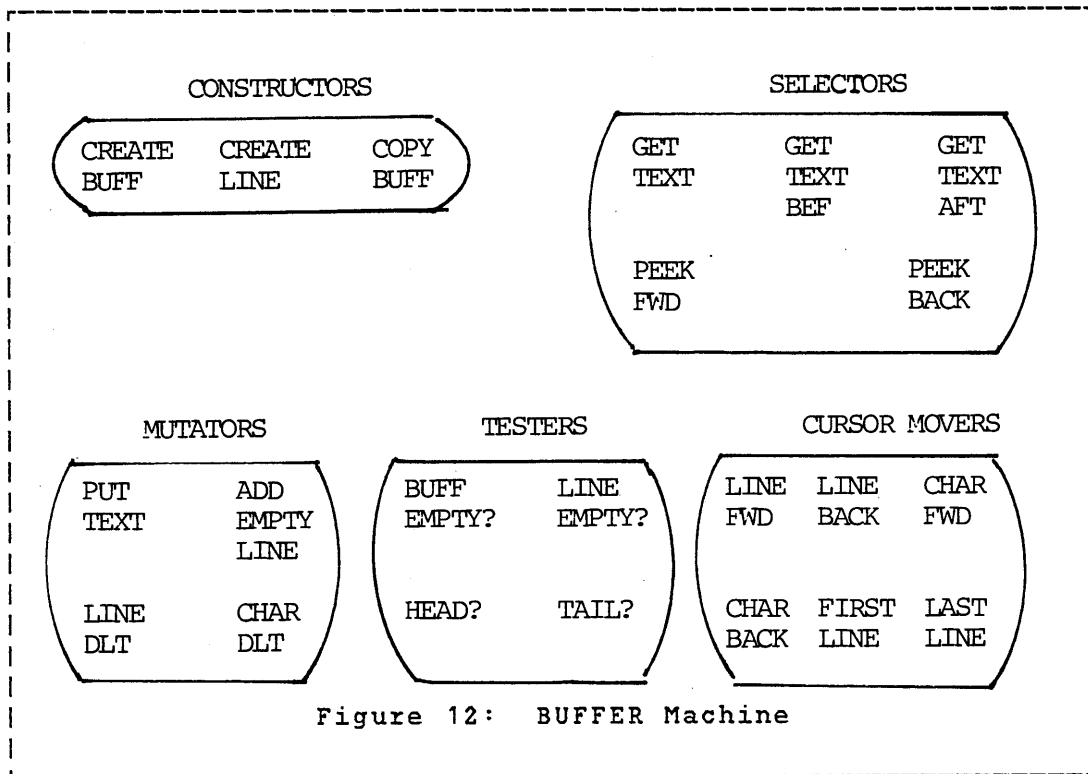 CONSTRUCTORS
CREATE CREATE COPY
BUFF LINE BUFF
SELECTORS
GET GET GET
TEXT TEXT TEXT
BEF AFT
PEEK PEEK
FWD BACK
MUTATORS
PUT ADD
TEXT EMPTY
LINE
LINE CHAR
DLT DLT
TESTERS
BUFF LINE
EMPTY? EMPTY?
HEAD? TAIL?
CURSOR MOVERS
LINE LINE CHAR
FWD BACK FWD
CHAR FIRST LAST
BACK LINE LINE
Figure 12: BUFFER Machine